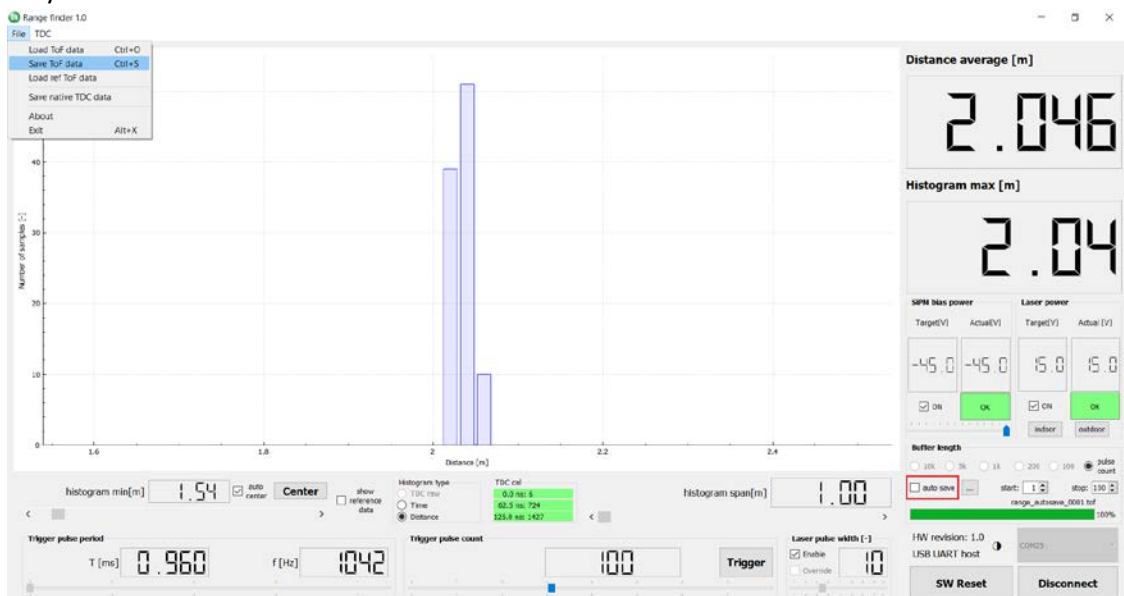 Range finder 1.0
File TDC
Load ToF data Ctrl+O
Save ToF data Ctrl+S
Load ref ToF data
Save native TDC data
About
Exit Alt+X
Number of samples [-]
40
30
20
10
0
1.6 1.8 2 2.2 2.4
Distance [m]
Distance average [m]
2.046
Histogram max [m]
2.04
SiPM bias power Laser power
Target[V] Actual[V] Target[V] Actual [V]
-45.0 -45.0 15.0 15.0
ON OK ON OK
indoor outdoor
Buffer length
10k 3k 1k 200 100 pulse count
auto save ... start: 1 stop: 100
range_autosave_0001.tof
100%
histogram min[m] 1.54 auto center Center
show reference data
Histogram type
TDC raw
Time
Distance
TDC cal
0.0 ns: 6
62.5 ns: 724
125.0 ns: 1427
histogram span[m] 1.00
Trigger pulse period
T [ms] 0.960 f [Hz] 1042
Trigger pulse count
100 Trigger
Laser pulse width [-]
Enable
Override
10
HW revision: 1.0
USB UART host
COM25
SW Reset Disconnect